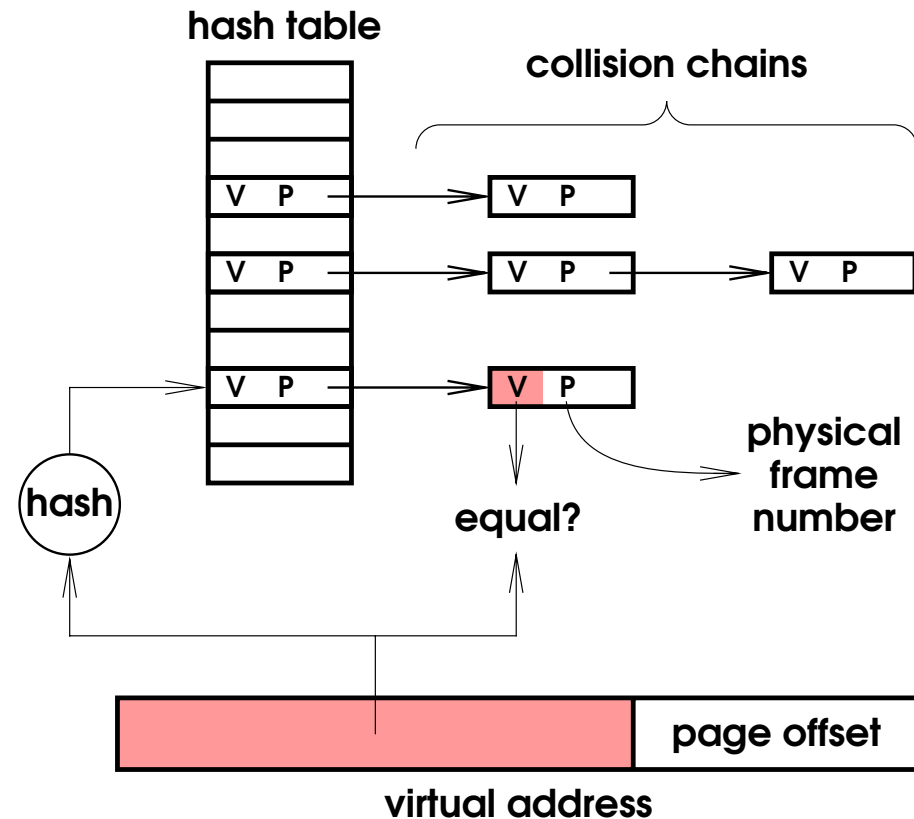 hash table
collision chains
V P
V P
V P
V P
V P
V P
V P
physical
frame
number
hash
equal?
page offset
virtual address